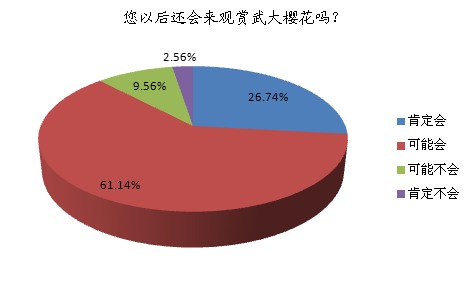 您以后还会来观赏武大樱花吗？
2.56%
9.56%
26.74%
61.14%
肯定会
可能会
可能不会
肯定不会